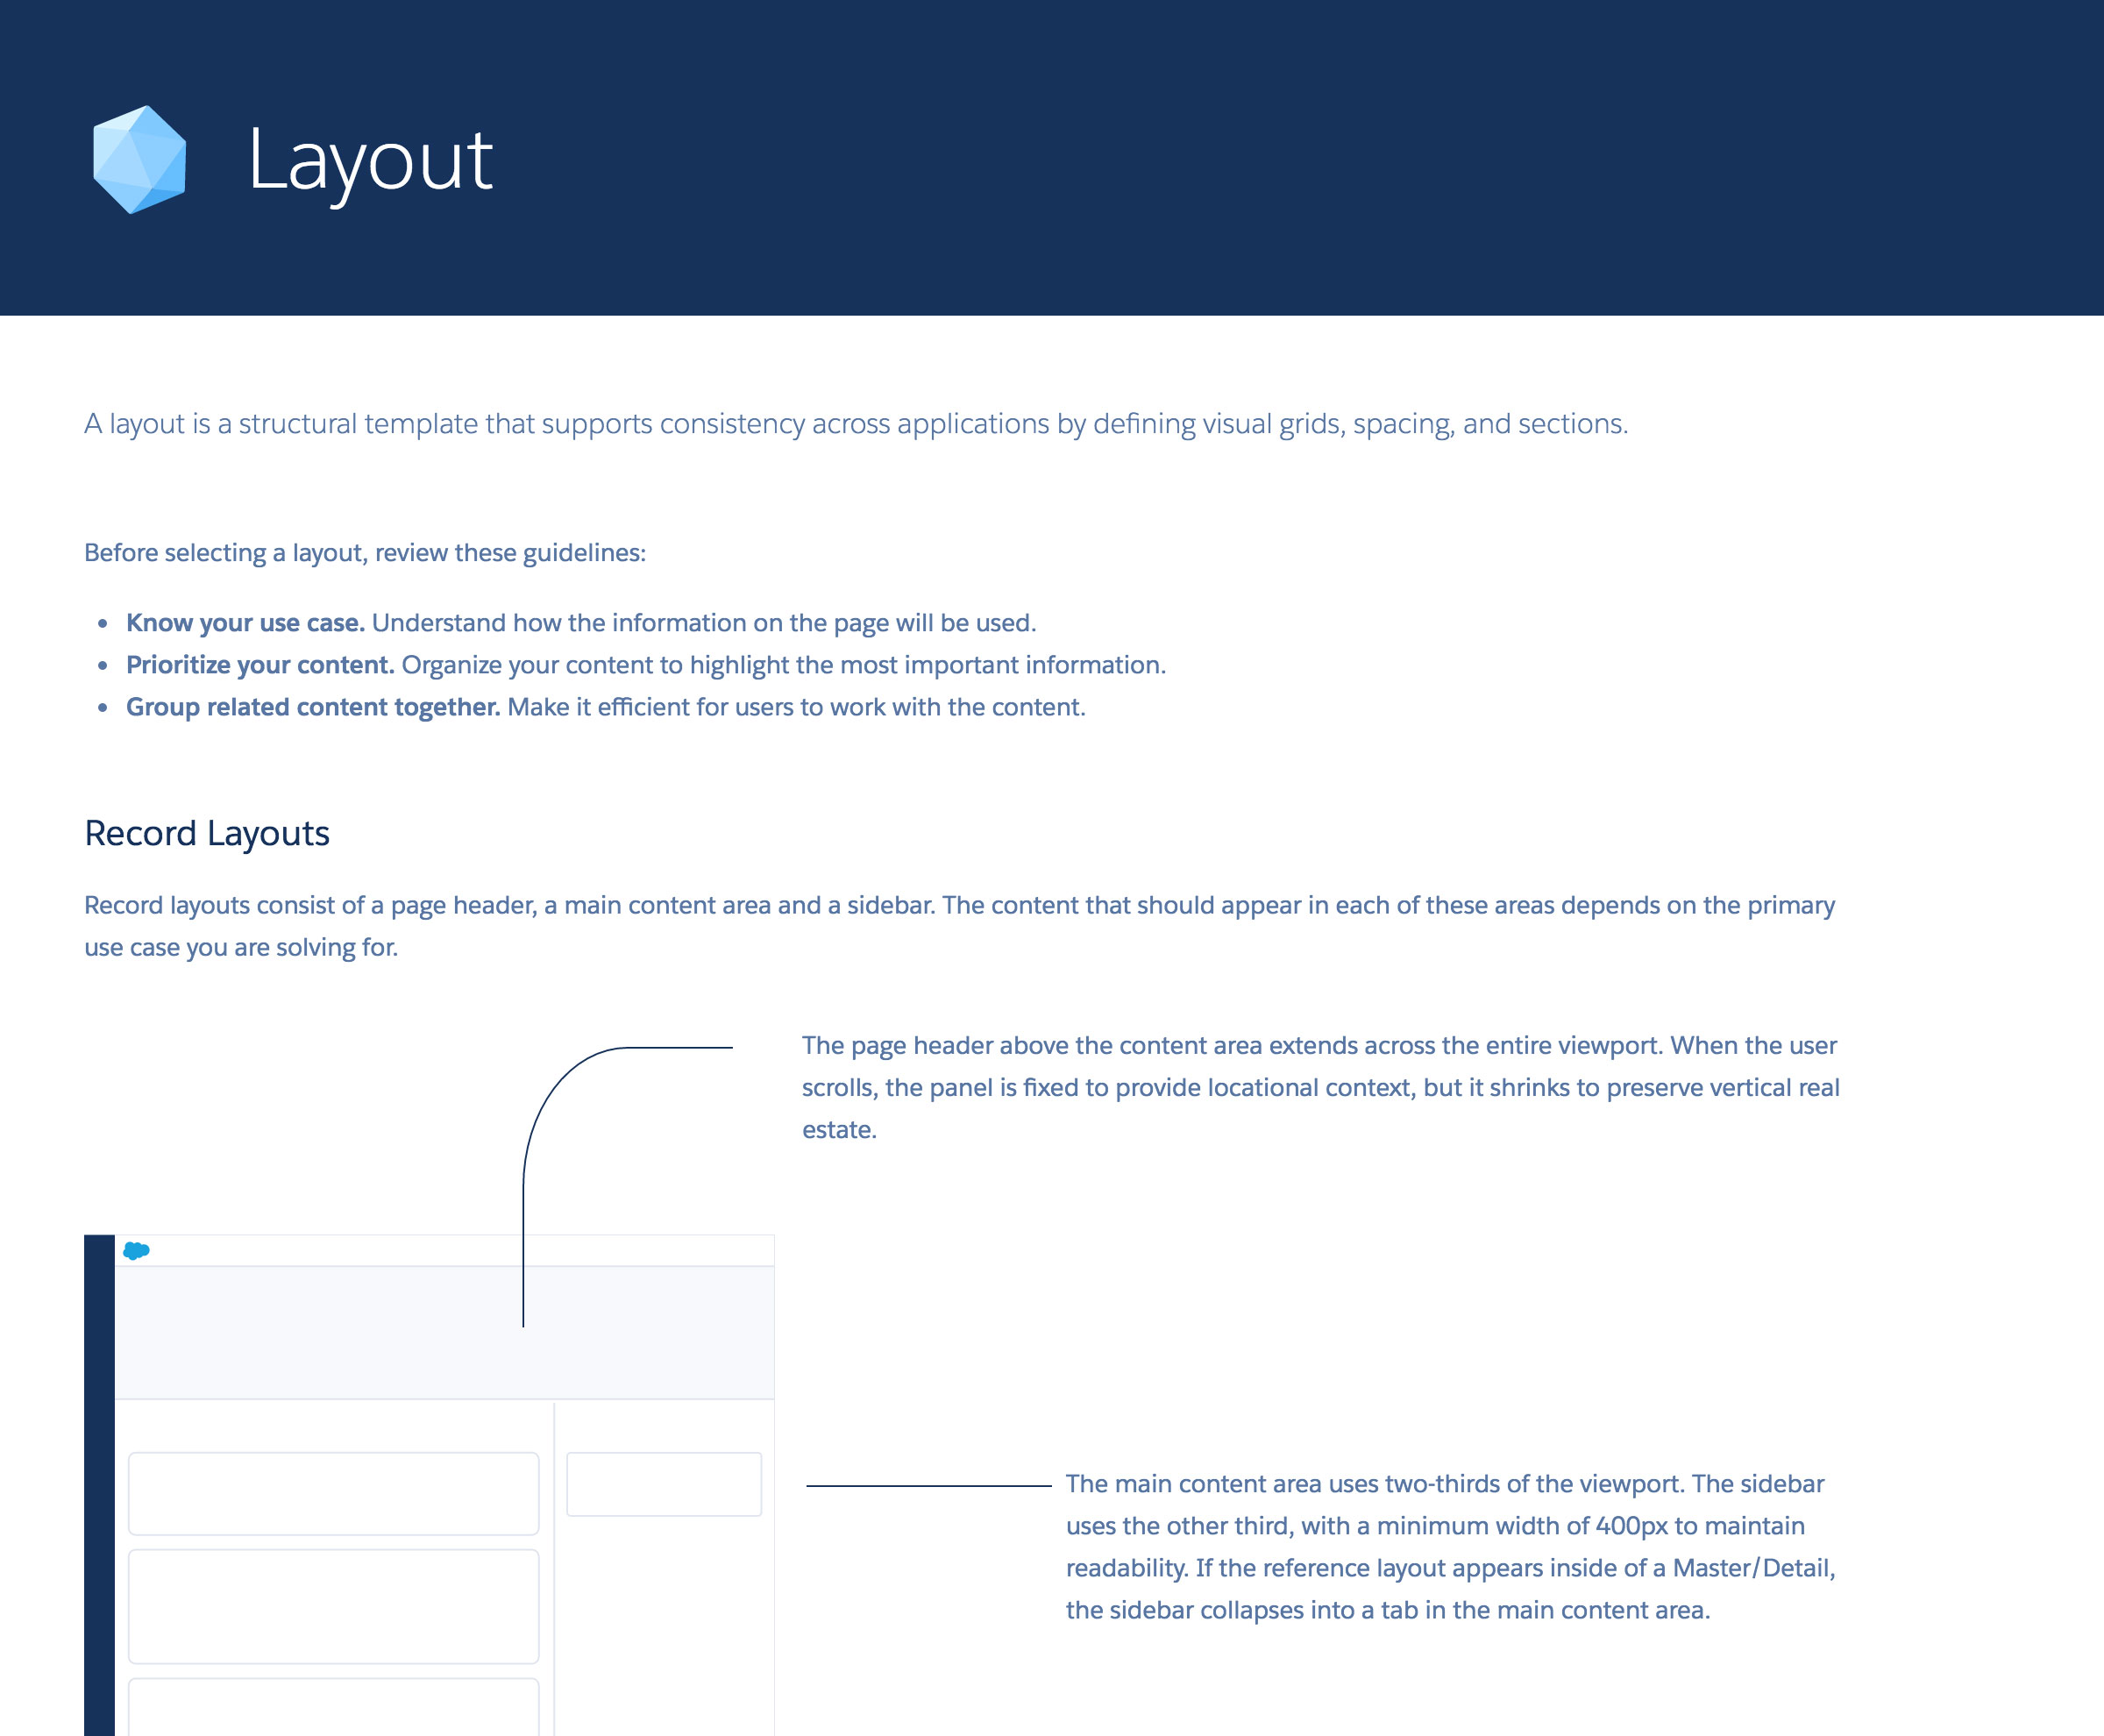 Layout
A layout is a structural template that supports consistency across applications by defining visual grids, spacing, and sections.
Before selecting a layout, review these guidelines:
• Know your use case. Understand how the information on the page will be used.
• Prioritize your content. Organize your content to highlight the most important information.
• Group related content together. Make it efficient for users to work with the content.
Record Layouts
Record layouts consist of a page header, a main content area and a sidebar. The content that should appear in each of these areas depends on the primary
use case you are solving for.
The page header above the content area extends across the entire viewport. When the user
scrolls, the panel is fixed to provide locational context, but it shrinks to preserve vertical real
estate.
The main content area uses two-thirds of the viewport. The sidebar
uses the other third, with a minimum width of 400px to maintain
readability. If the reference layout appears inside of a Master/Detail,
the sidebar collapses into a tab in the main content area.